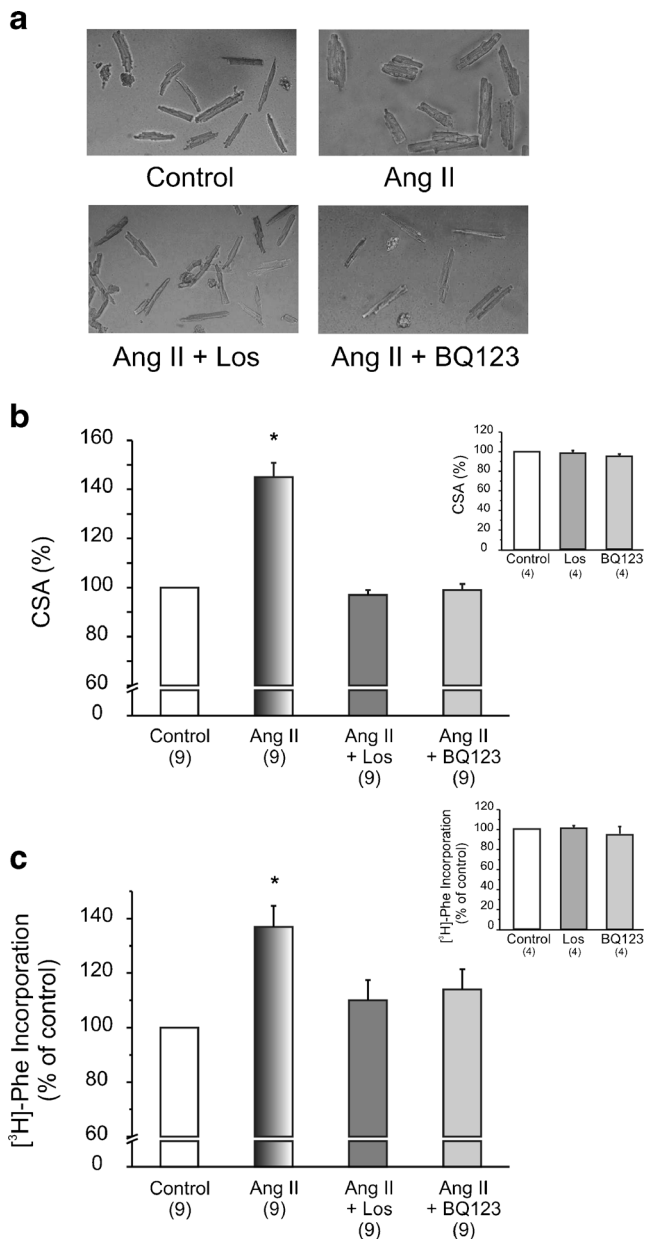 a
Control
Ang II
Ang II + Los
Ang II + BQ123
b
CSA (%)
160
140
120
100
80
60
0
*
Control
(9)
Ang II
(9)
Ang II
+ Los
(9)
Ang II
+ BQ123
(9)
CSA (%)
120
100
80
60
40
20
0
Control
(4)
Los
(4)
BQ123
(4)
c
[³H]-Phe Incorporation
(% of control)
140
120
100
80
60
0
*
Control
(9)
Ang II
(9)
Ang II
+ Los
(9)
Ang II
+ BQ123
(9)
[³H]-Phe Incorporation
(% of control)
120
100
80
60
40
20
0
Control
(4)
Los
(4)
BQ123
(4)